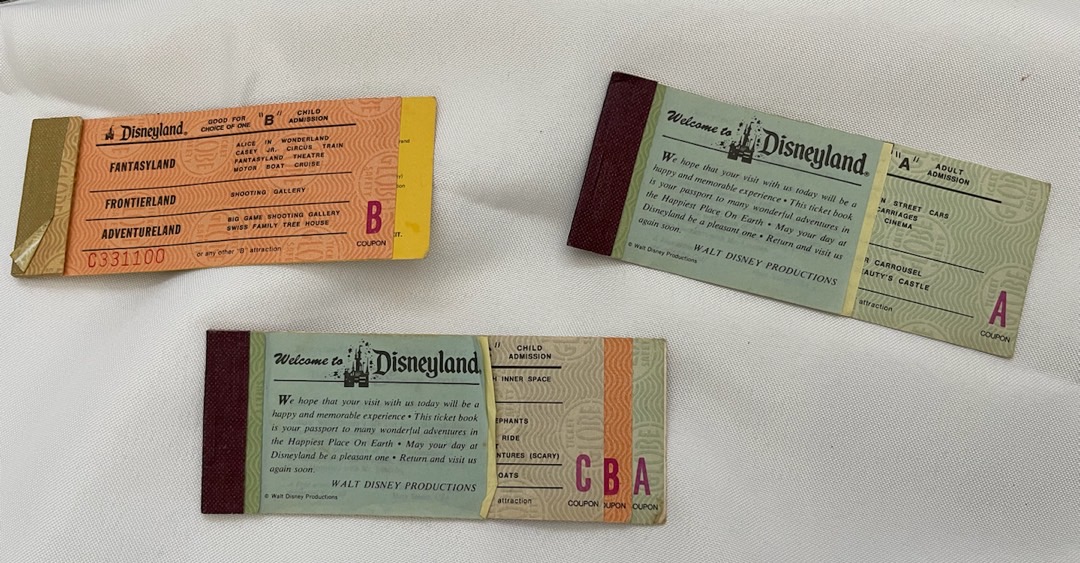 Disneyland®
GOOD FOR
CHOICE OF ONE
"B"
CHILD
ADMISSION
FANTASYLAND
ALICE IN WONDERLAND
CASEY JR. CIRCUS TRAIN
FANTASYLAND THEATRE
MOTOR BOAT CRUISE
FRONTIERLAND
SHOOTING GALLERY
ADVENTURELAND
BIG GAME SHOOTING GALLERY
SWISS FAMILY TREE HOUSE
C331100
or any other "B" attraction
B
COUPON
Welcome to Disneyland®
We hope that your visit with us today will be a
happy and memorable experience • This ticket book
is your passport to many wonderful adventures in
the Happiest Place On Earth • May your day at
Disneyland be a pleasant one • Return and visit us
again soon.
WALT DISNEY PRODUCTIONS
© Walt Disney Productions
"A"
ADULT
ADMISSION
N STREET CARS
CARRIAGES
CINEMA
R CARROUSEL
AUTY'S CASTLE
attraction
A
COUPON
Welcome to Disneyland
We hope that your visit with us today will be a
happy and memorable experience • This ticket book
is your passport to many wonderful adventures in
the Happiest Place On Earth • May your day at
Disneyland be a pleasant one • Return and visit us
again soon.
WALT DISNEY PRODUCTIONS
© Walt Disney Productions
CHILD
ADMISSION
INNER SPACE
EPHANTS
RIDE
NTURES (SCARY)
OATS
attraction
C B A
COUPON OUPON OUPON